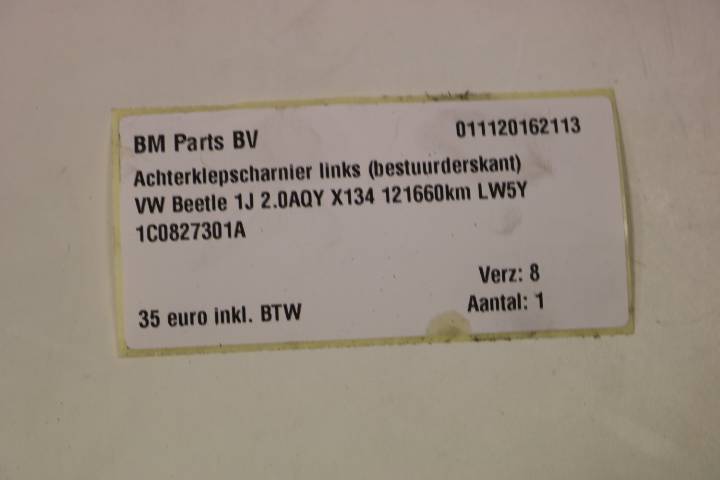 BM Parts BV 011120162113
Achterklepscharnier links (bestuurderskant)
VW Beetle 1J 2.0AQY X134 121660km LW5Y
1C0827301A
Verz: 8
35 euro inkl. BTW Aantal: 1